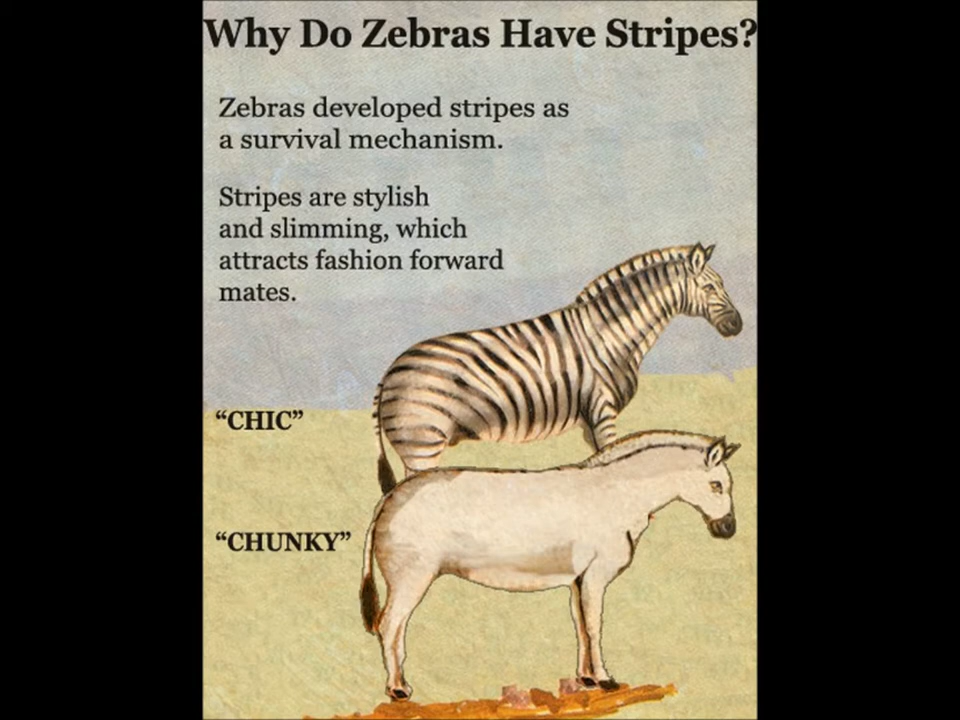 Why Do Zebras Have Stripes?
Zebras developed stripes as
a survival mechanism.
Stripes are stylish
and slimming, which
attracts fashion forward
mates.
“CHIC”
“CHUNKY”